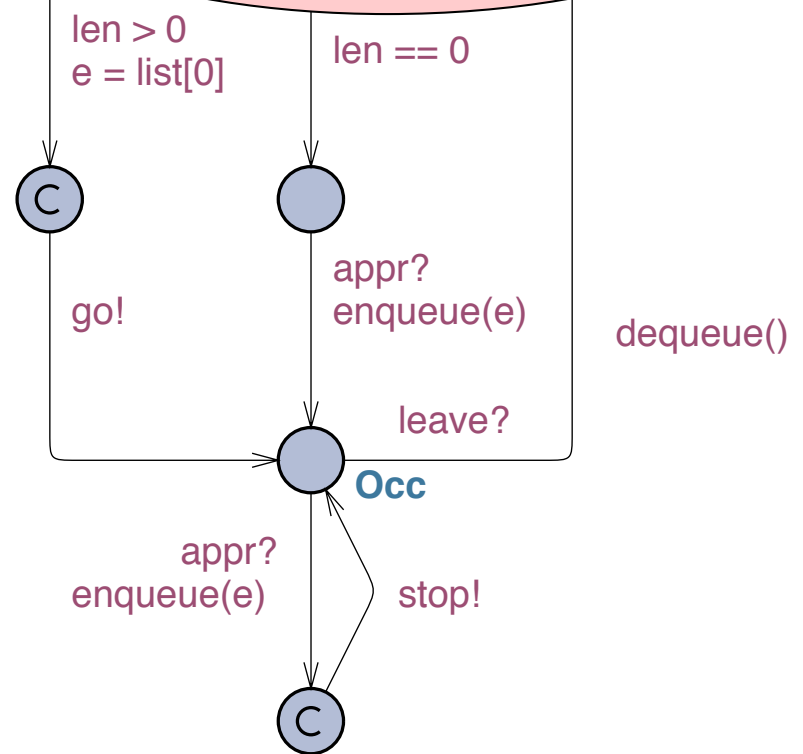 len > 0
e = list[0]
len == 0
C
appr?
enqueue(e)
go!
dequeue()
leave?
Occ
appr?
enqueue(e)
stop!
C